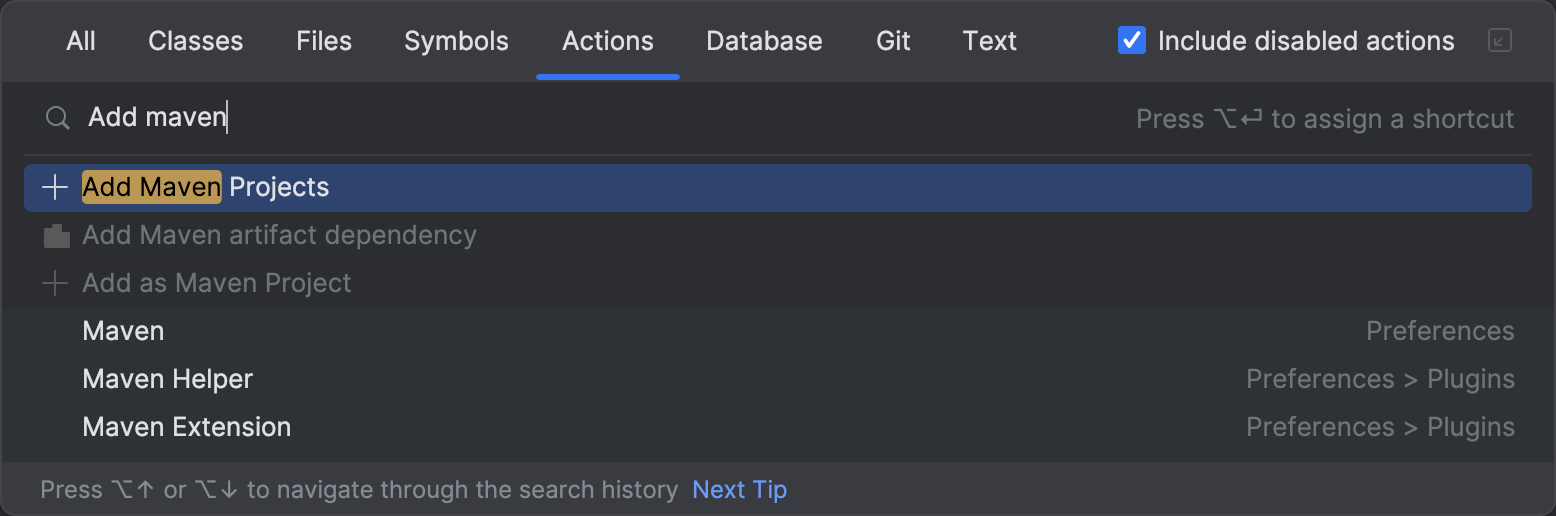 All Classes Files Symbols Actions Database Git Text Include disabled actions
Add maven Press ⌥⏎ to assign a shortcut
Add Maven Projects
Add Maven artifact dependency
Add as Maven Project
Maven Preferences
Maven Helper Preferences > Plugins
Maven Extension Preferences > Plugins
Press ⌥↑ or ⌥↓ to navigate through the search history Next Tip